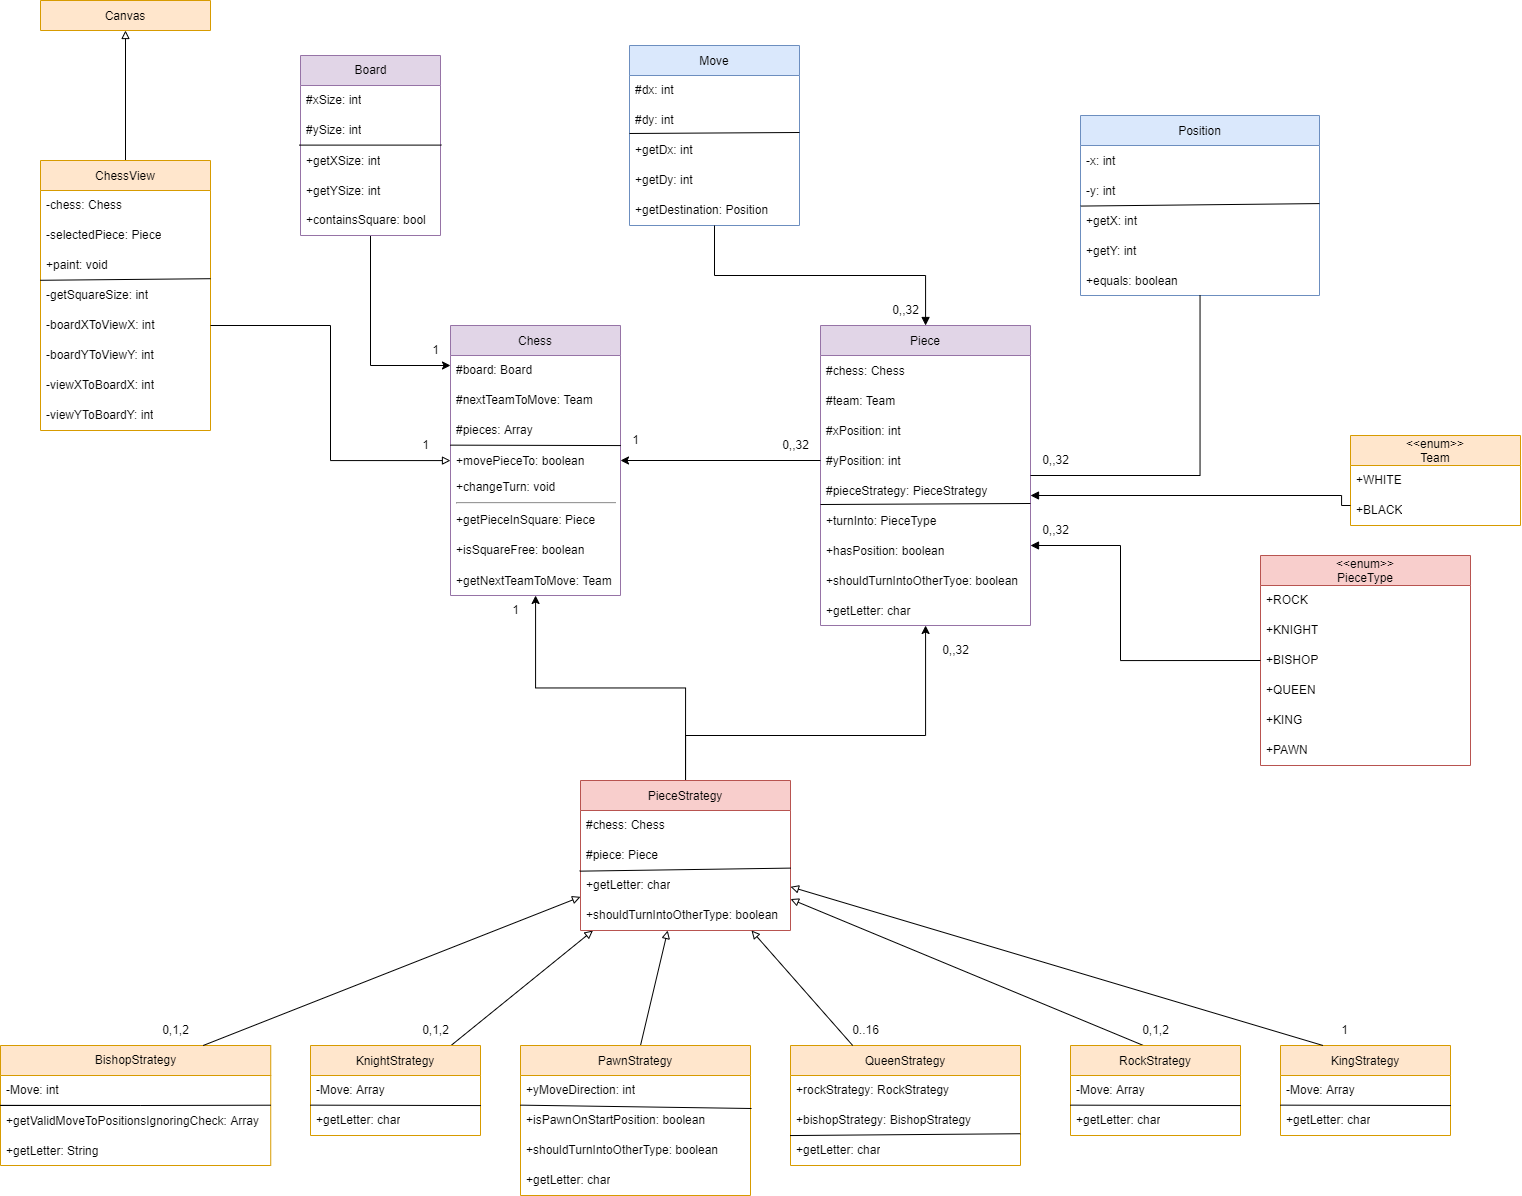 Canvas
ChessView
-chess: Chess
-selectedPiece: Piece
+paint: void
-getSquareSize: int
-boardXToViewX: int
-boardYToViewY: int
-viewXToBoardX: int
-viewYToBoardY: int
Board
#xSize: int
#ySize: int
+getXSize: int
+getYSize: int
+containsSquare: bool
Move
#dx: int
#dy: int
+getDx: int
+getDy: int
+getDestination: Position
Position
-x: int
-y: int
+getX: int
+getY: int
+equals: boolean
1
1
Chess
#board: Board
#nextTeamToMove: Team
#pieces: Array
+movePieceTo: boolean
+changeTurn: void
+getPieceInSquare: Piece
+isSquareFree: boolean
+getNextTeamToMove: Team
1
1
0,,32
0,,32
Piece
#chess: Chess
#team: Team
#xPosition: int
#yPosition: int
#pieceStrategy: PieceStrategy
+turnInto: PieceType
+hasPosition: boolean
+shouldTurnIntoOtherTyoe: boolean
+getLetter: char
0,,32
0,,32
0,,32
<<enum>>
Team
+WHITE
+BLACK
<<enum>>
PieceType
+ROCK
+KNIGHT
+BISHOP
+QUEEN
+KING
+PAWN
PieceStrategy
#chess: Chess
#piece: Piece
+getLetter: char
+shouldTurnIntoOtherType: boolean
0,1,2
BishopStrategy
-Move: int
+getValidMoveToPositionsIgnoringCheck: Array
+getLetter: String
0,1,2
KnightStrategy
-Move: Array
+getLetter: char
PawnStrategy
+yMoveDirection: int
+isPawnOnStartPosition: boolean
+shouldTurnIntoOtherType: boolean
+getLetter: char
0..16
QueenStrategy
+rockStrategy: RockStrategy
+bishopStrategy: BishopStrategy
+getLetter: char
0,1,2
RockStrategy
-Move: Array
+getLetter: char
1
KingStrategy
-Move: Array
+getLetter: char